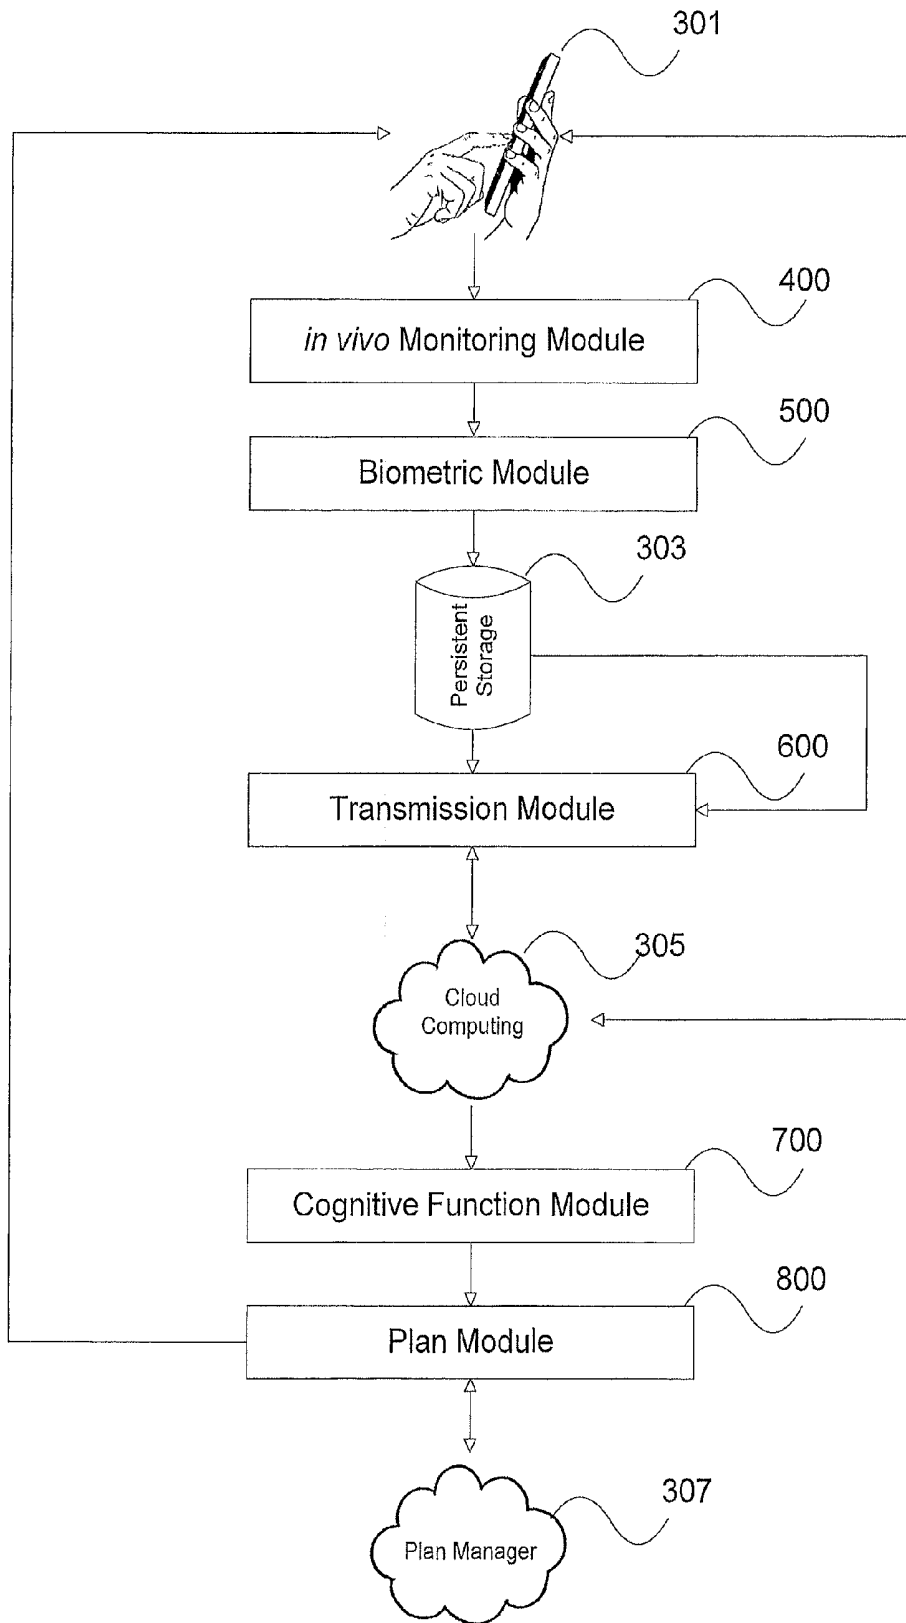 301
400
in vivo Monitoring Module
500
Biometric Module
303
Persistent
Storage
600
Transmission Module
305
Cloud
Computing
700
Cognitive Function Module
800
Plan Module
307
Plan Manager